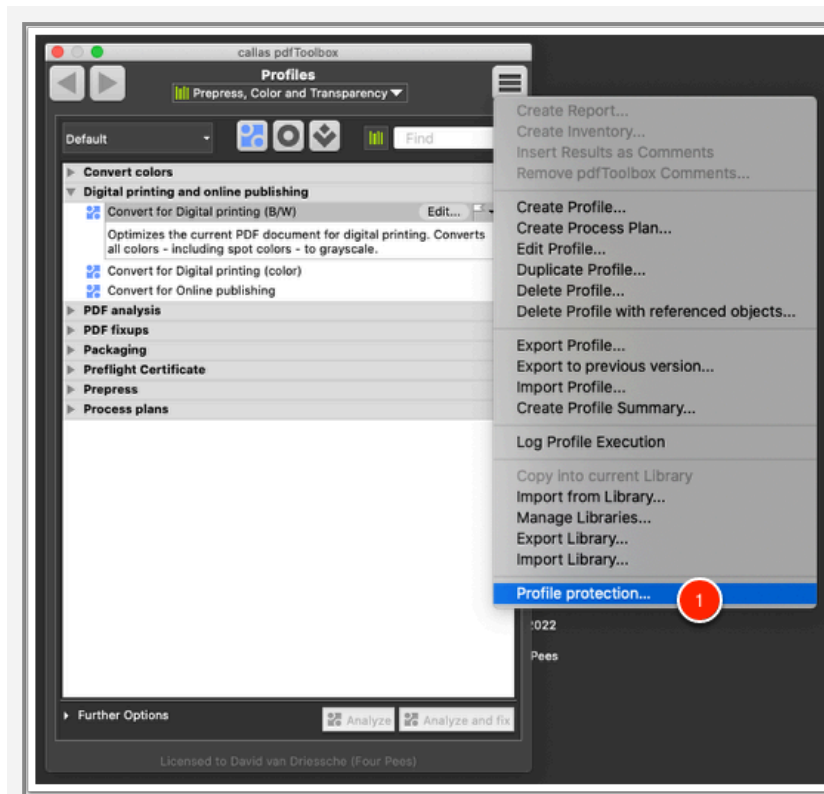 callas pdfToolbox
Profiles
Prepress, Color and Transparency
Default
Find
Convert colors
Digital printing and online publishing
Convert for Digital printing (B/W) Edit...
Optimizes the current PDF document for digital printing. Converts
all colors - including spot colors - to grayscale.
Convert for Digital printing (color)
Convert for Online publishing
PDF analysis
PDF fixups
Packaging
Preflight Certificate
Prepress
Process plans
Further Options
Analyze
Analyze and fix
Licensed to David van Driessche (Four Pees)
Create Report...
Create Inventory...
Insert Results as Comments
Remove pdfToolbox Comments...
Create Profile...
Create Process Plan...
Edit Profile...
Duplicate Profile...
Delete Profile...
Delete Profile with referenced objects...
Export Profile...
Export to previous version...
Import Profile...
Create Profile Summary...
Log Profile Execution
Copy into current Library
Import from Library...
Manage Libraries...
Export Library...
Import Library...
Profile protection...
1
2022
Pees